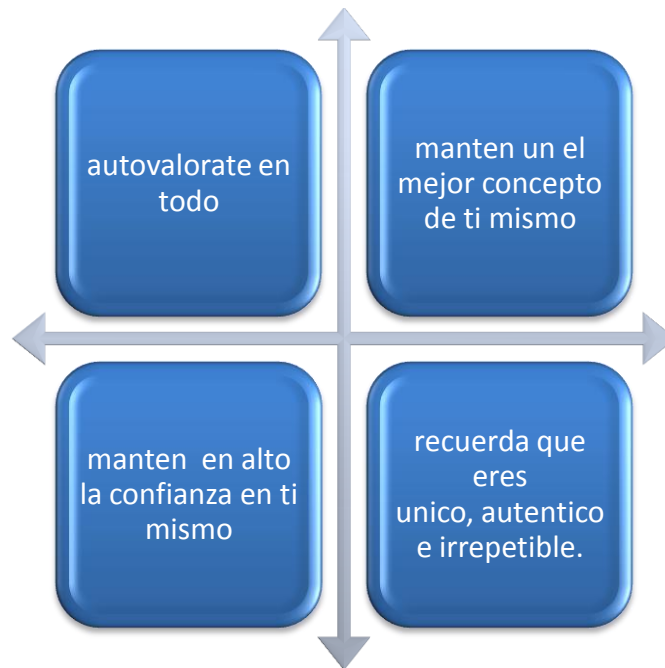 autovalorate en
todo
manten un el
mejor concepto
de ti mismo
manten en alto
la confianza en ti
mismo
recuerda que
eres
unico, autentico
e irrepetible.